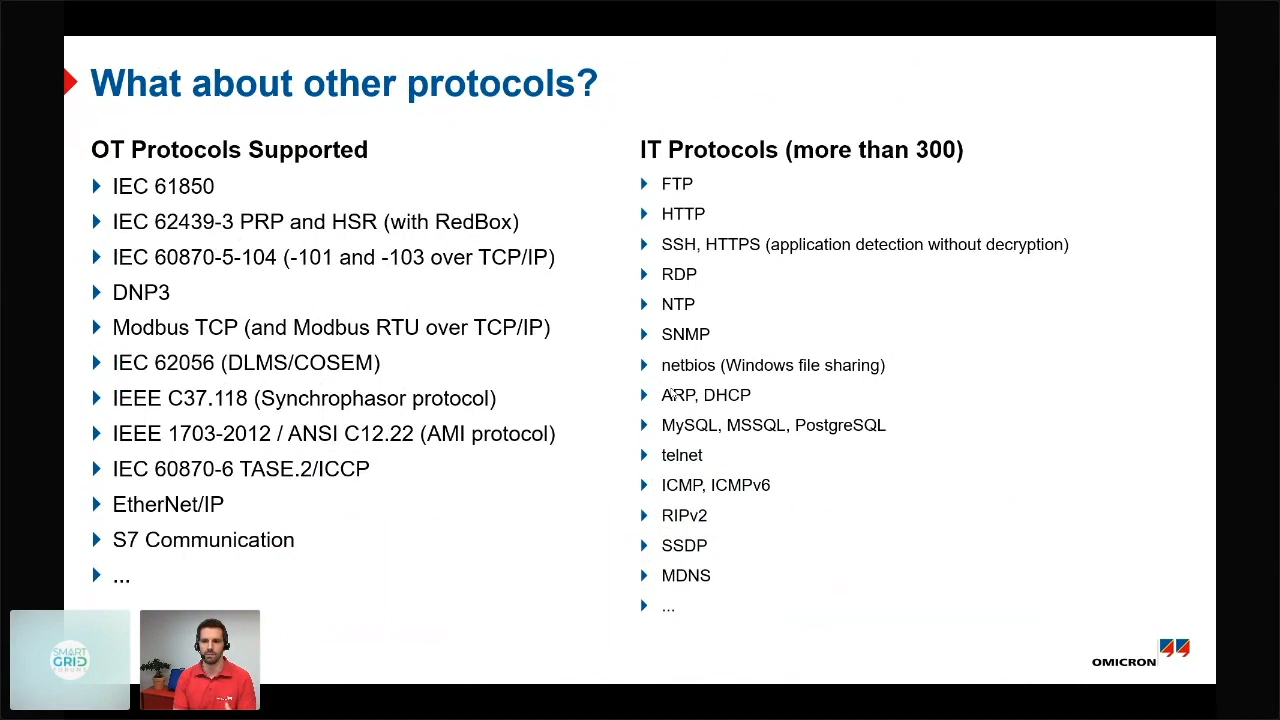 What about other protocols?
OT Protocols Supported
IEC 61850
IEC 62439-3 PRP and HSR (with RedBox)
IEC 60870-5-104 (-101 and -103 over TCP/IP)
DNP3
Modbus TCP (and Modbus RTU over TCP/IP)
IEC 62056 (DLMS/COSEM)
IEEE C37.118 (Synchrophasor protocol)
IEEE 1703-2012 / ANSI C12.22 (AMI protocol)
IEC 60870-6 TASE.2/ICCP
EtherNet/IP
S7 Communication
...
IT Protocols (more than 300)
FTP
HTTP
SSH, HTTPS (application detection without decryption)
RDP
NTP
SNMP
netbios (Windows file sharing)
ARP, DHCP
MySQL, MSSQL, PostgreSQL
telnet
ICMP, ICMPv6
RIPv2
SSDP
MDNS
...
SMART
GRID
FORUMS
OMICRON